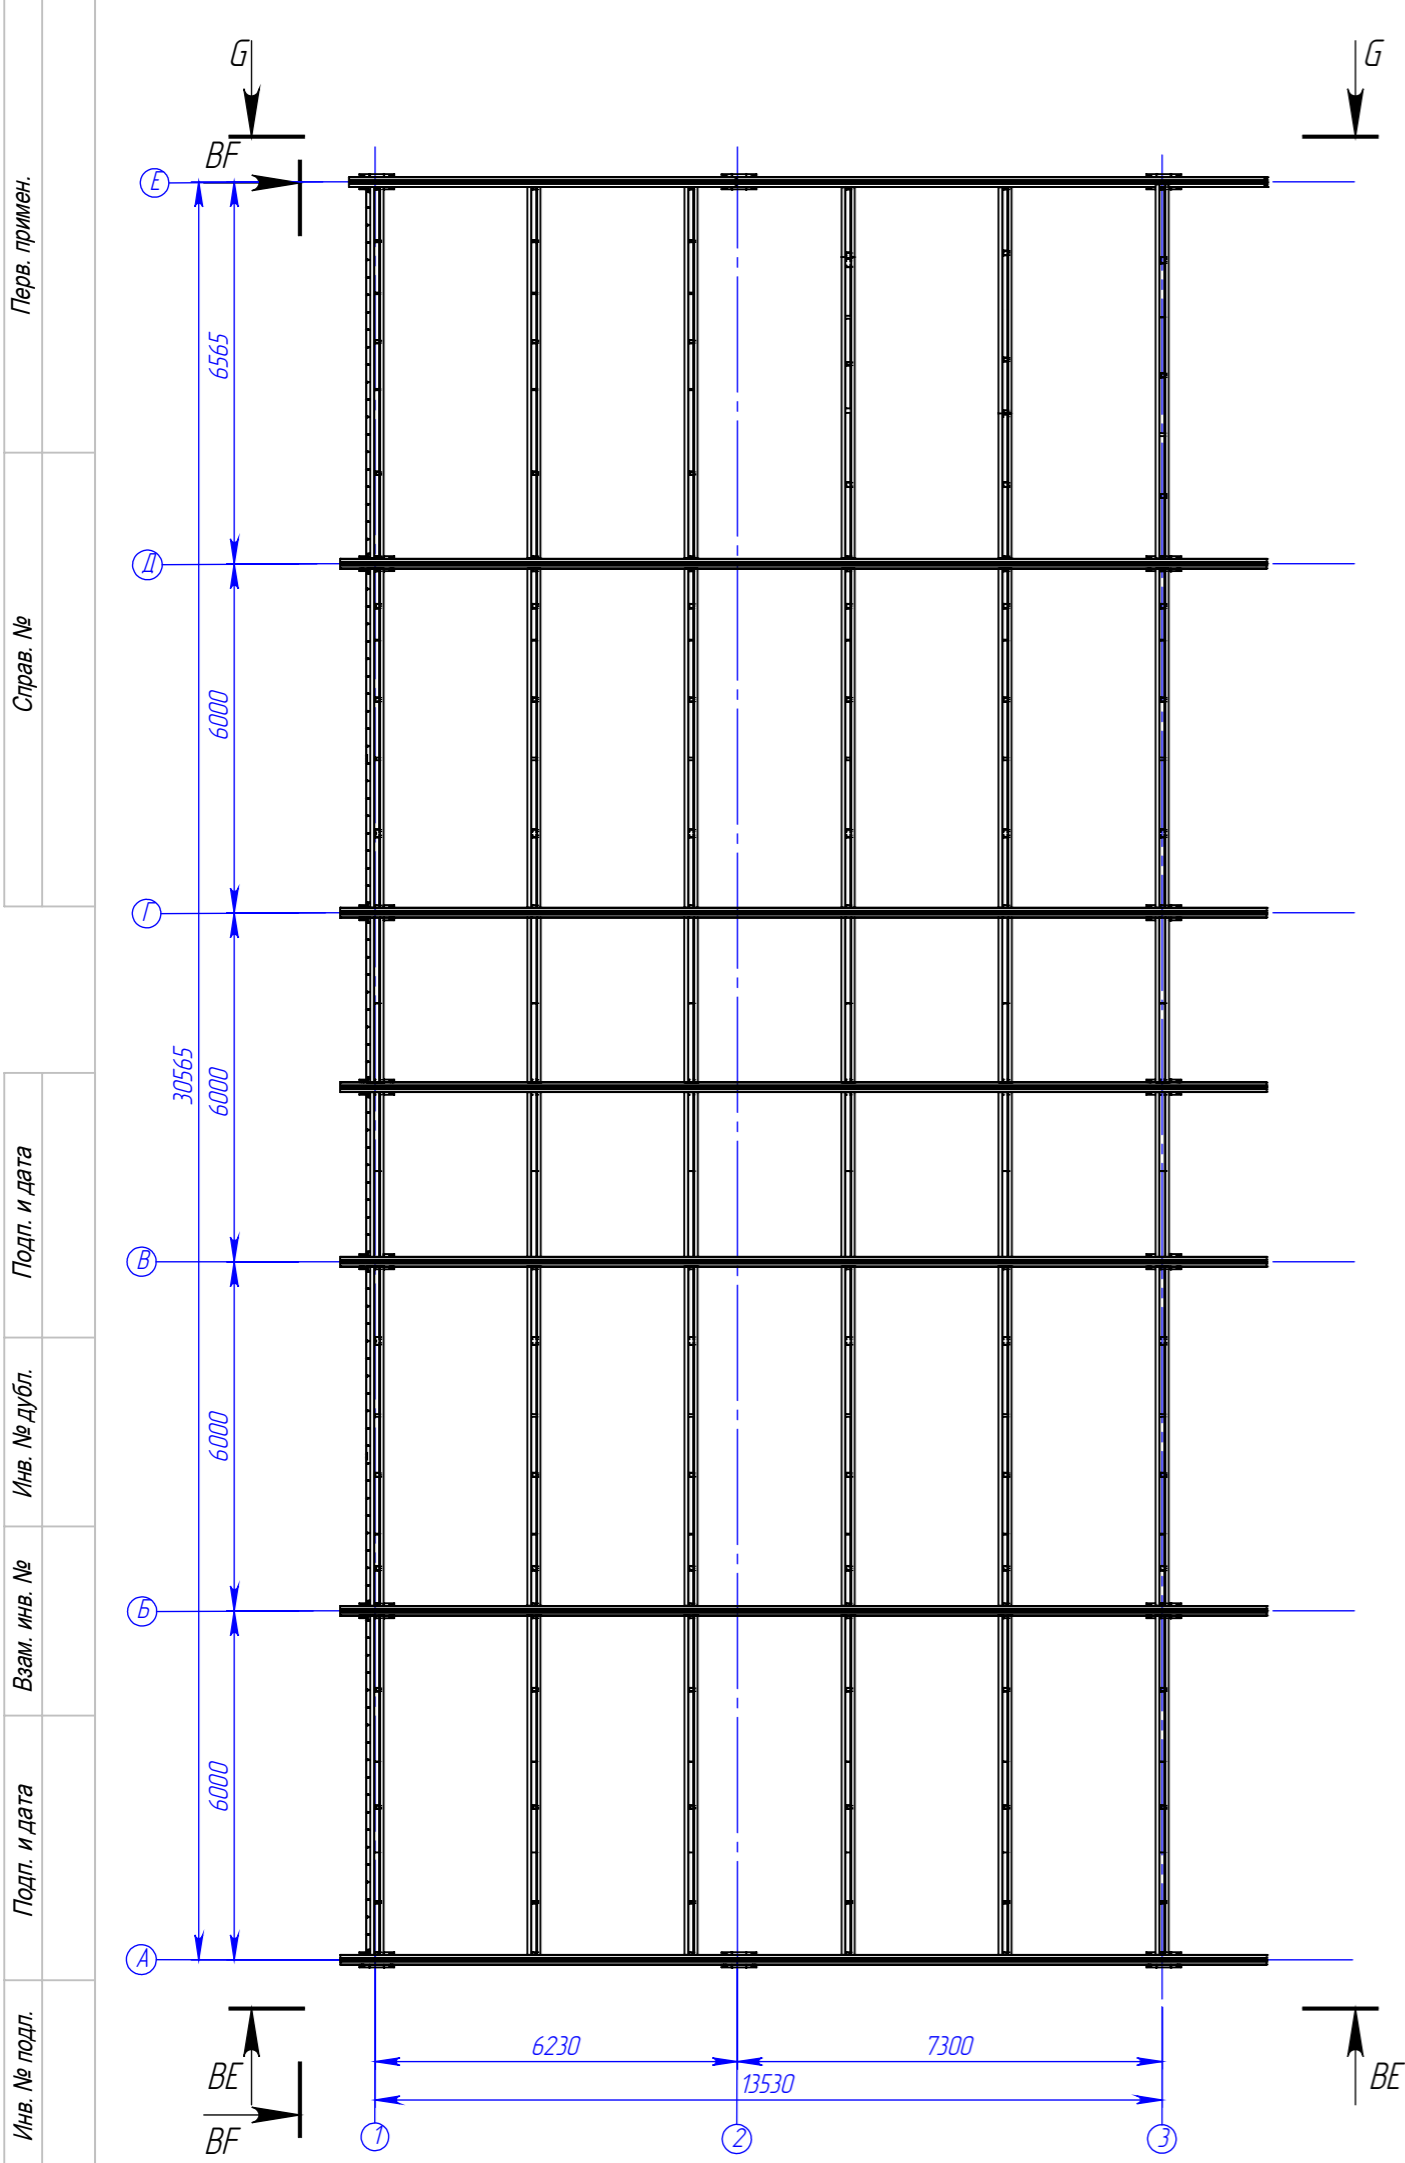 G
G
BF
Е
Перв. примен.
6565
Д
Справ. №
6000
Г
30565
6000
Подп. и дата
В
Инв. № дубл.
6000
Взам. инв. №
Б
6000
Подп. и дата
А
Инв. № подл.
6230
7300
BE
BE
13530
BF
1
2
3